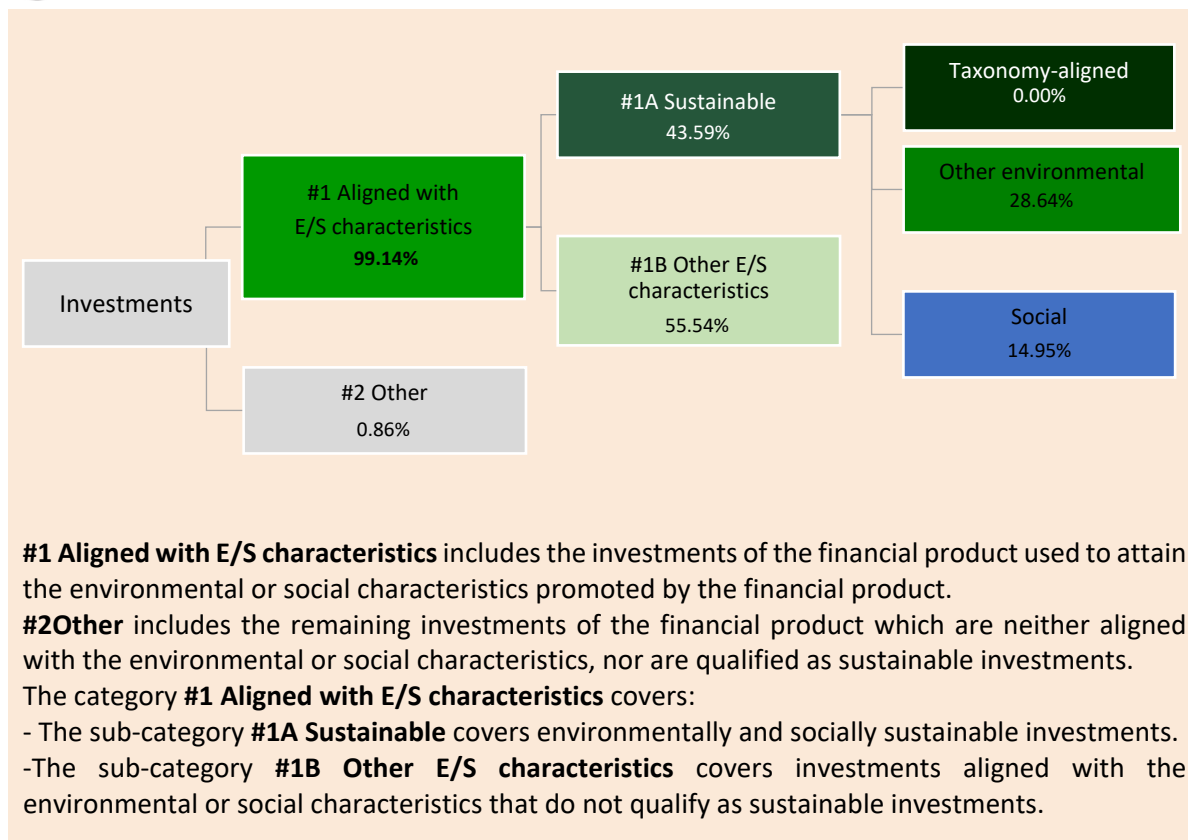 Taxonomy-aligned
0.00%
#1A Sustainable
43.59%
Other environmental
28.64%
#1 Aligned with
E/S characteristics
99.14%
#1B Other E/S
characteristics
55.54%
Investments
Social
14.95%
#2 Other
0.86%
#1 Aligned with E/S characteristics includes the investments of the financial product used to attain
the environmental or social characteristics promoted by the financial product.
#2Other includes the remaining investments of the financial product which are neither aligned
with the environmental or social characteristics, nor are qualified as sustainable investments.
The category #1 Aligned with E/S characteristics covers:
- The sub-category #1A Sustainable covers environmentally and socially sustainable investments.
-The sub-category #1B Other E/S characteristics covers investments aligned with the
environmental or social characteristics that do not qualify as sustainable investments.